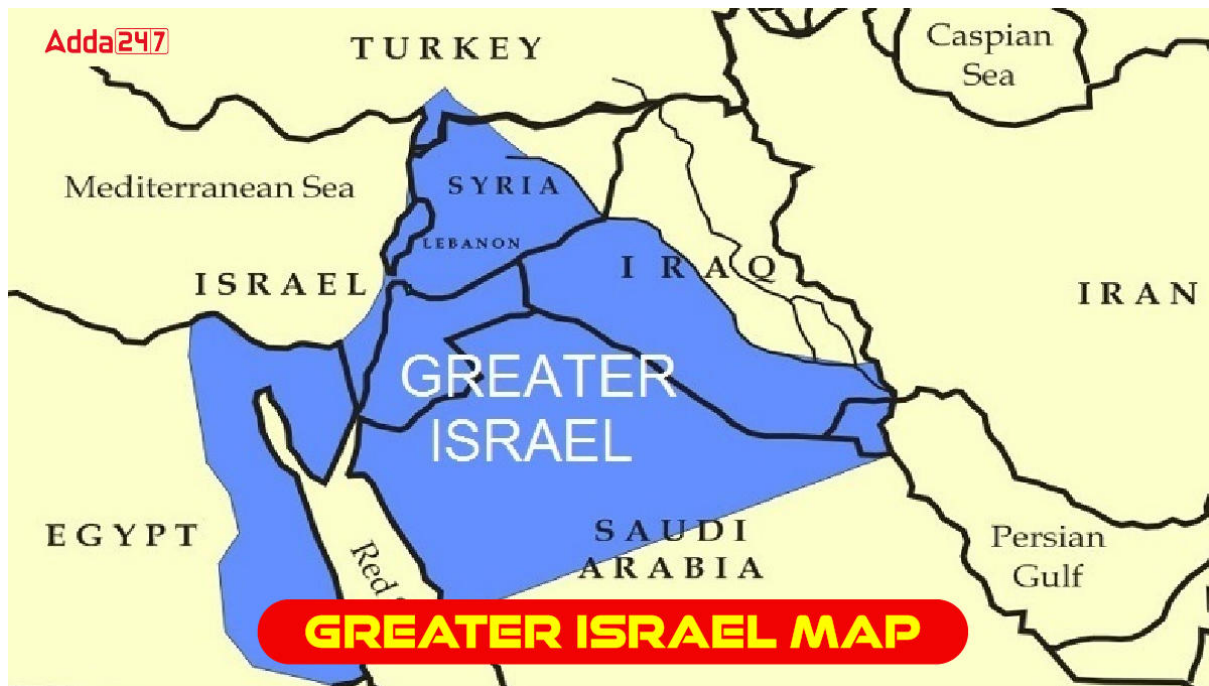 Adda247
TURKEY
Caspian
Sea
Mediterranean Sea
SYRIA
LEBANON
ISRAEL
IRAQ
IRAN
GREATER
ISRAEL
EGYPT
SAUDI
ARABIA
Persian
Gulf
Red
GREATER ISRAEL MAP